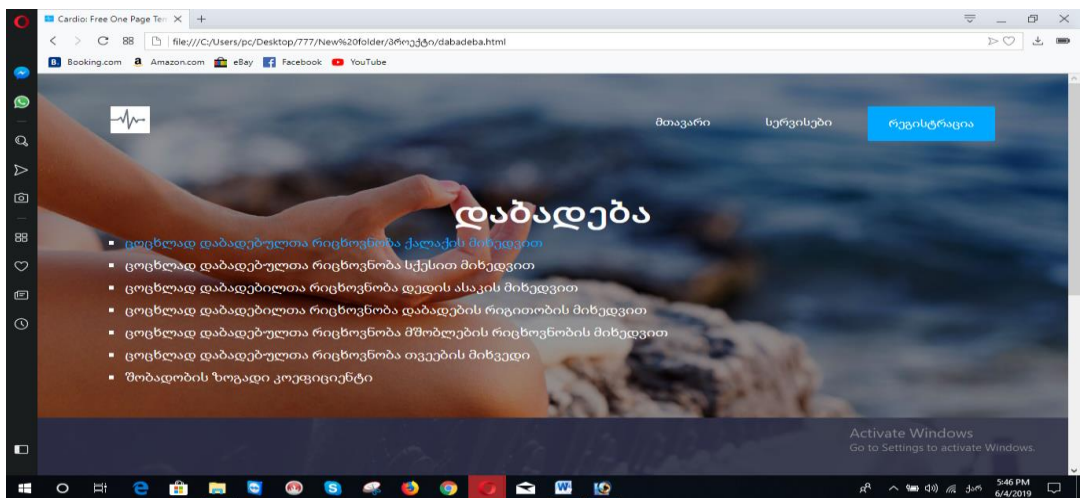 Cardio: Free One Page Ten
file:///C:/Users/pc/Desktop/777/New%20folder/პროექტი/dabadeba.html
B. Booking.com a Amazon.com eBay Facebook YouTube
მთავარი სერვისები რეგისტრაცია
დაბადება
ცოცხლად დაბადებულთა რიცხოვნობა ქალაქის მიხედვით
ცოცხლად დაბადებულთა რიცხოვნობა სქესით მიხედვით
ცოცხლად დაბადებილთა რიცხოვნობა დედის ასაკის მიხედვით
ცოცხლად დაბადებილთა რიცხოვნობა დაბადების რიგითობის მიხედვით
ცოცხლად დაბადებულთა რიცხოვნობა მშობლების რიცხოვნობის მიხედვით
ცოცხლად დაბადებულთა რიცხოვნობა თვეების მიხვედი
შობადობის ზოგადი კოეფიციენტი
Activate Windows
Go to Settings to activate Windows.
ქარ 5:46 PM
6/4/2019